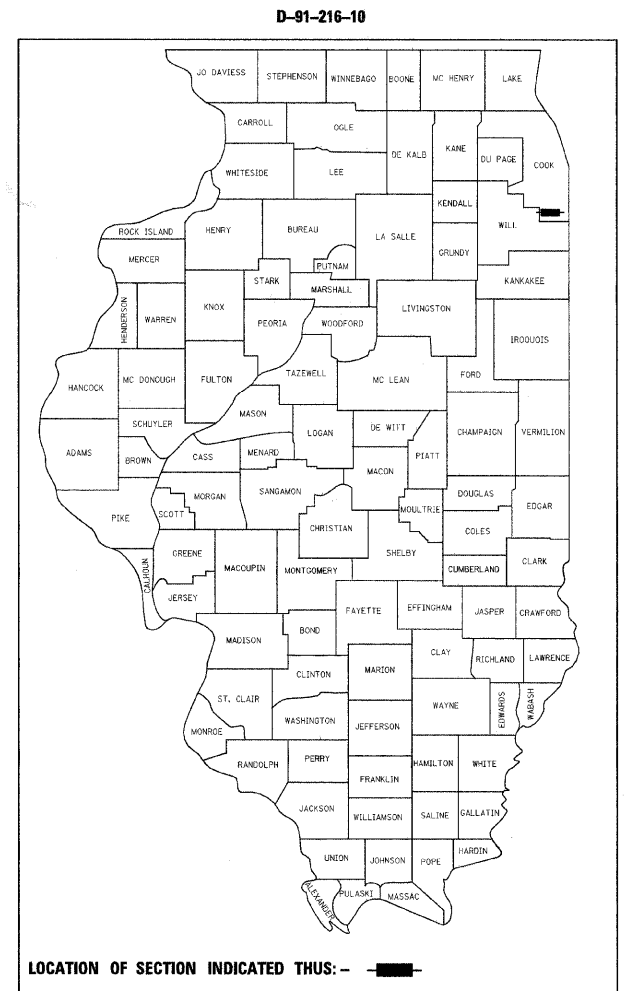 D-91-216-10
JO DAVIESS STEPHENSON WINNEBAGO BOONE MC HENRY LAKE
CARROLL OGLE
DE KALB KANE DU PAGE COOK
WHITESIDE LEE
KENDALL
ROCK ISLAND HENRY BUREAU LA SALLE WILL
MERCER PUTNAM GRUNDY
STARK MARSHALL KANKAKEE
HENDERSON WARREN KNOX PEORIA WOODFORD LIVINGSTON IROQUOIS
HANCOCK MC DONOUGH FULTON TAZEWELL MC LEAN FORD
SCHUYLER MASON
ADAMS BROWN CASS MENARD LOGAN DE WITT PIATT CHAMPAIGN VERMILION
MACON
PIKE SCOTT MORGAN SANGAMON MOULTRIE DOUGLAS EDGAR
CHRISTIAN COLES
CALHOUN GREENE MACOUPIN MONTGOMERY SHELBY CUMBERLAND CLARK
JERSEY
FAYETTE EFFINGHAM JASPER CRAWFORD
MADISON BOND
CLAY RICHLAND LAWRENCE
CLINTON MARION
ST. CLAIR WAYNE EDWARDS WABASH
WASHINGTON JEFFERSON
MONROE
RANDOLPH PERRY HAMILTON WHITE
FRANKLIN
JACKSON WILLIAMSON SALINE GALLATIN
UNION JOHNSON POPE HARDIN
ALEXANDER PULASKI MASSAC
LOCATION OF SECTION INDICATED THUS: -